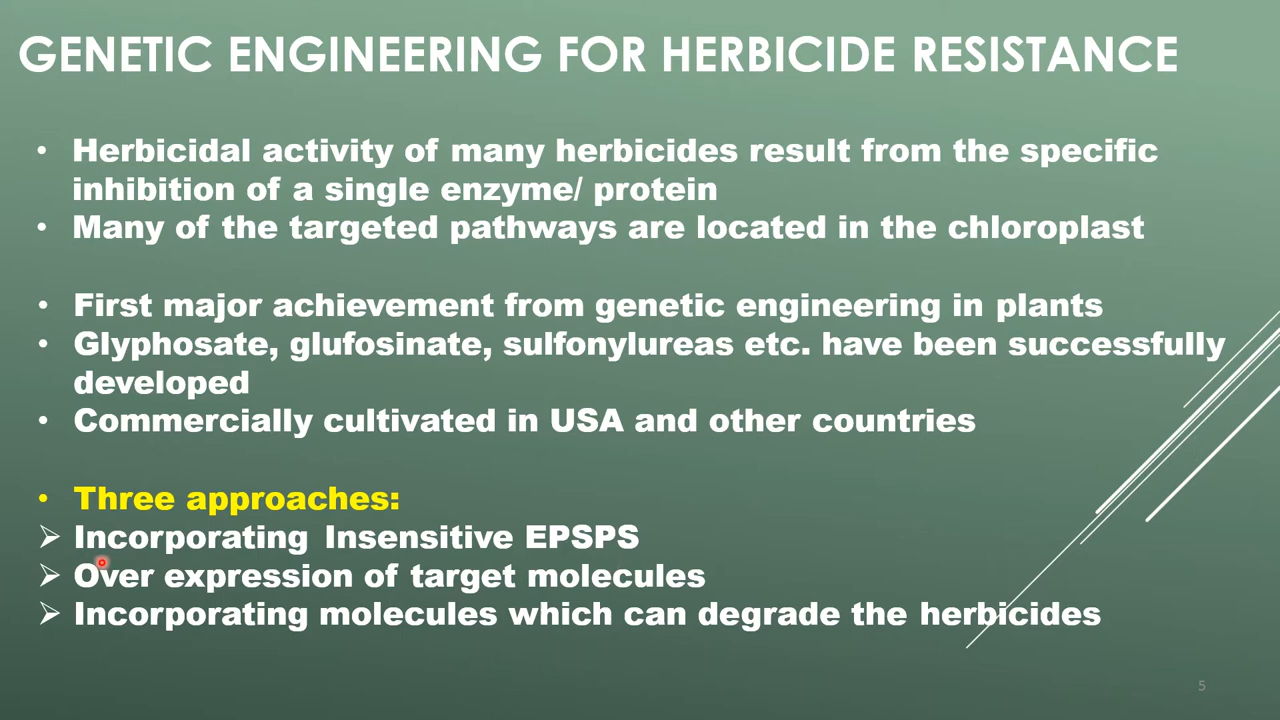 GENETIC ENGINEERING FOR HERBICIDE RESISTANCE
• Herbicidal activity of many herbicides result from the specific
inhibition of a single enzyme/ protein
• Many of the targeted pathways are located in the chloroplast
• First major achievement from genetic engineering in plants
• Glyphosate, glufosinate, sulfonylureas etc. have been successfully
developed
• Commercially cultivated in USA and other countries
• Three approaches:
➢ Incorporating Insensitive EPSPS
➢ Over expression of target molecules
➢ Incorporating molecules which can degrade the herbicides
5